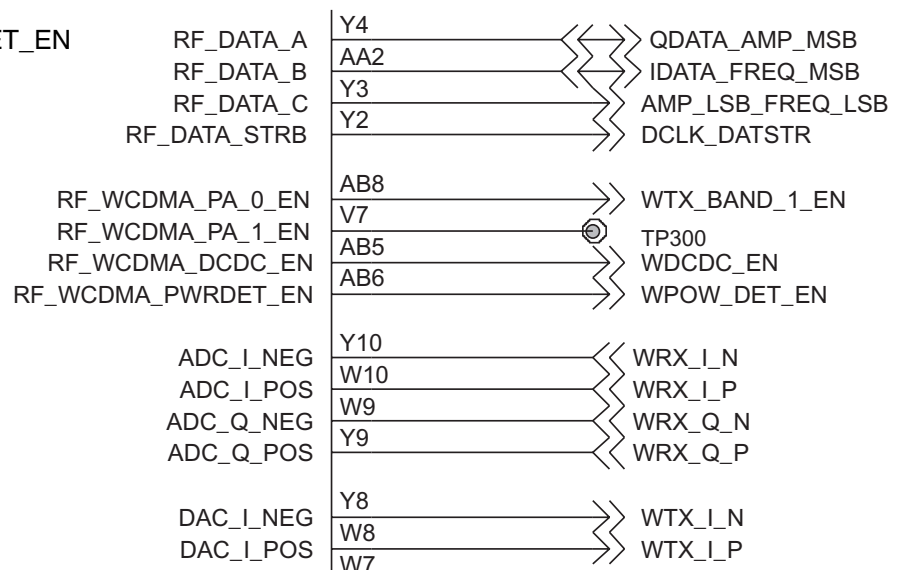 ET_EN
RF_DATA_A Y4 QDATA_AMP_MSB
RF_DATA_B AA2 IDATA_FREQ_MSB
RF_DATA_C Y3 AMP_LSB_FREQ_LSB
RF_DATA_STRB Y2 DCLK_DATSTR
RF_WCDMA_PA_0_EN AB8 WTX_BAND_1_EN
RF_WCDMA_PA_1_EN V7 TP300
RF_WCDMA_DCDC_EN AB5 WDCDC_EN
RF_WCDMA_PWRDET_EN AB6 WPOW_DET_EN
ADC_I_NEG Y10 WRX_I_N
ADC_I_POS W10 WRX_I_P
ADC_Q_NEG W9 WRX_Q_N
ADC_Q_POS Y9 WRX_Q_P
DAC_I_NEG Y8 WTX_I_N
DAC_I_POS W8 WTX_I_P
W7